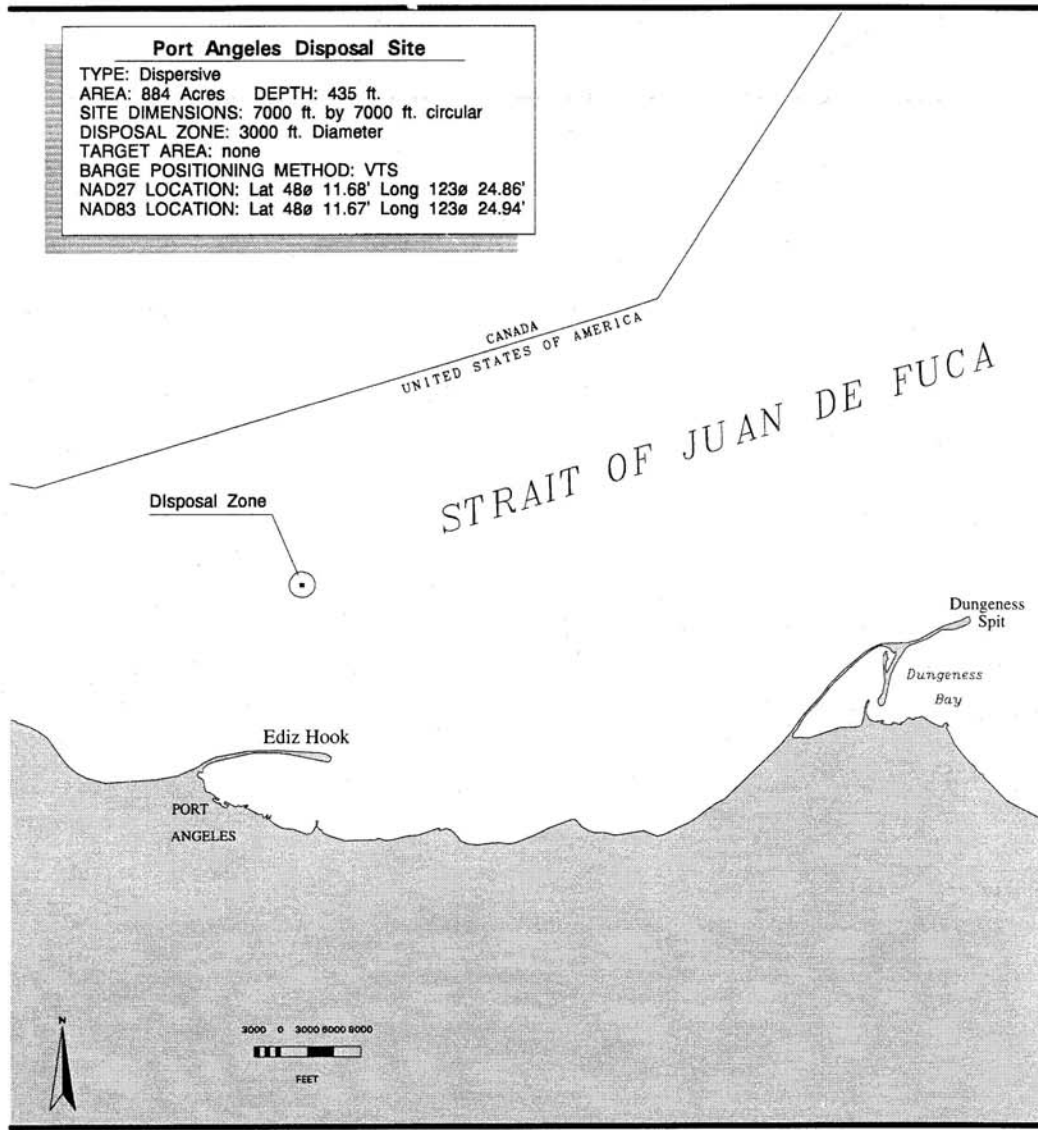 Port Angeles Disposal Site
TYPE: Dispersive
AREA: 884 Acres DEPTH: 435 ft.
SITE DIMENSIONS: 7000 ft. by 7000 ft. circular
DISPOSAL ZONE: 3000 ft. Diameter
TARGET AREA: none
BARGE POSITIONING METHOD: VTS
NAD27 LOCATION: Lat 48ø 11.68' Long 123ø 24.86'
NAD83 LOCATION: Lat 48ø 11.67' Long 123ø 24.94'
CANADA
UNITED STATES OF AMERICA
STRAIT OF JUAN DE FUCA
Disposal Zone
Dungeness
Spit
Dungeness
Bay
Ediz Hook
PORT
ANGELES
N
3000 0 3000 6000 9000
FEET